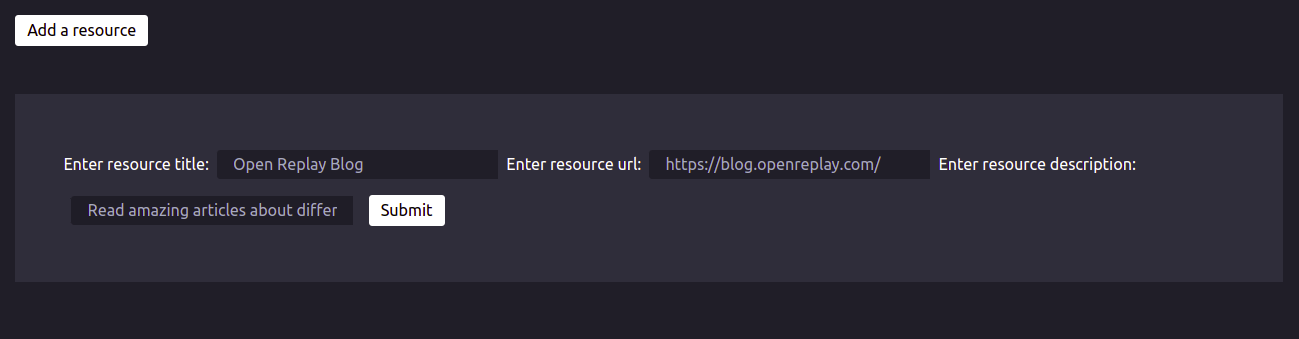 Add a resource
Enter resource title: Open Replay Blog Enter resource url: https://blog.openreplay.com/ Enter resource description:
Read amazing articles about differ Submit